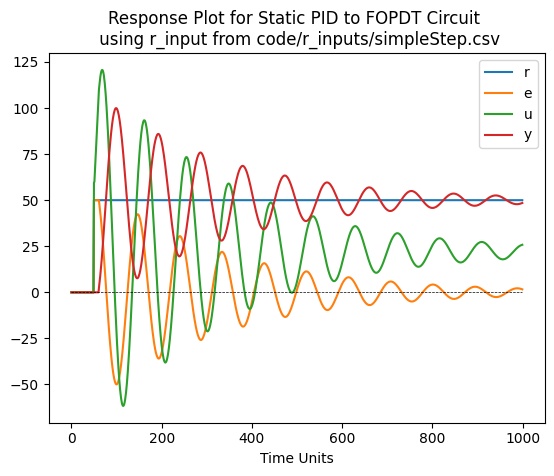 Response Plot for Static PID to FOPDT Circuit
using r_input from code/r_inputs/simpleStep.csv
r
e
u
y
125
100
75
50
25
0
−25
−50
0 200 400 600 800 1000
Time Units